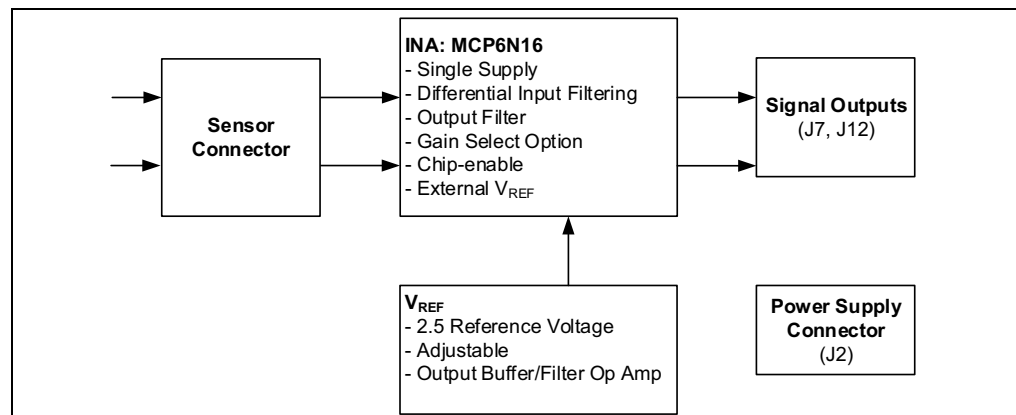 Sensor
Connector
INA: MCP6N16
- Single Supply
- Differential Input Filtering
- Output Filter
- Gain Select Option
- Chip-enable
- External VREF
Signal Outputs
(J7, J12)
VREF
- 2.5 Reference Voltage
- Adjustable
- Output Buffer/Filter Op Amp
Power Supply
Connector
(J2)